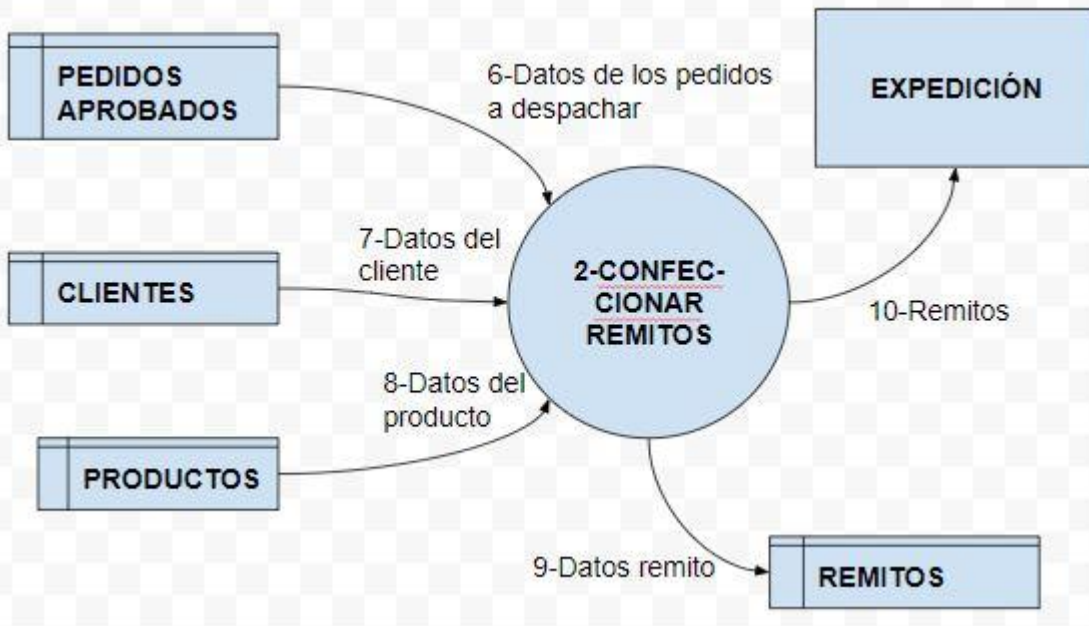 PEDIDOS
APROBADOS
6-Datos de los pedidos
a despachar
EXPEDICIÓN
7-Datos del
cliente
CLIENTES
2-CONFEC-
CIONAR
REMITOS
10-Remitos
8-Datos del
producto
PRODUCTOS
9-Datos remito
REMITOS